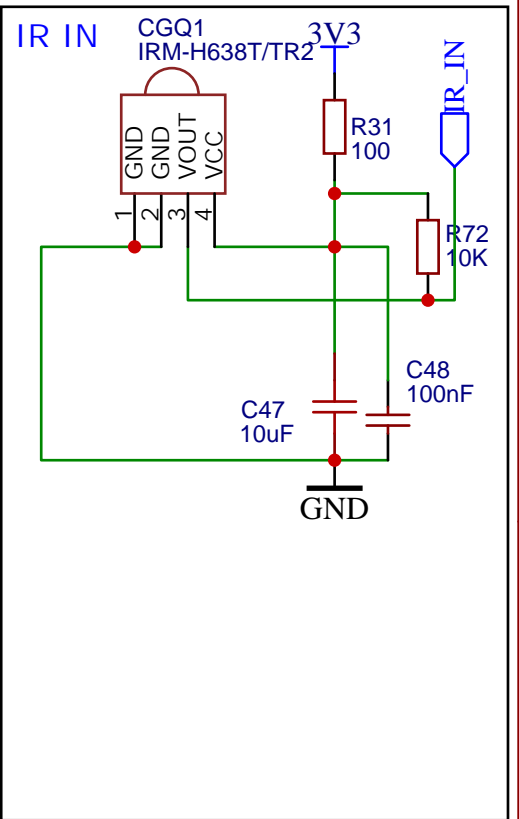 IR IN
CGQ1
IRM-H638T/TR2
3V3
IR_IN
GND
GND
VOUT
VCC
1
2
3
4
R31
100
R72
10K
C48
100nF
C47
10uF
GND